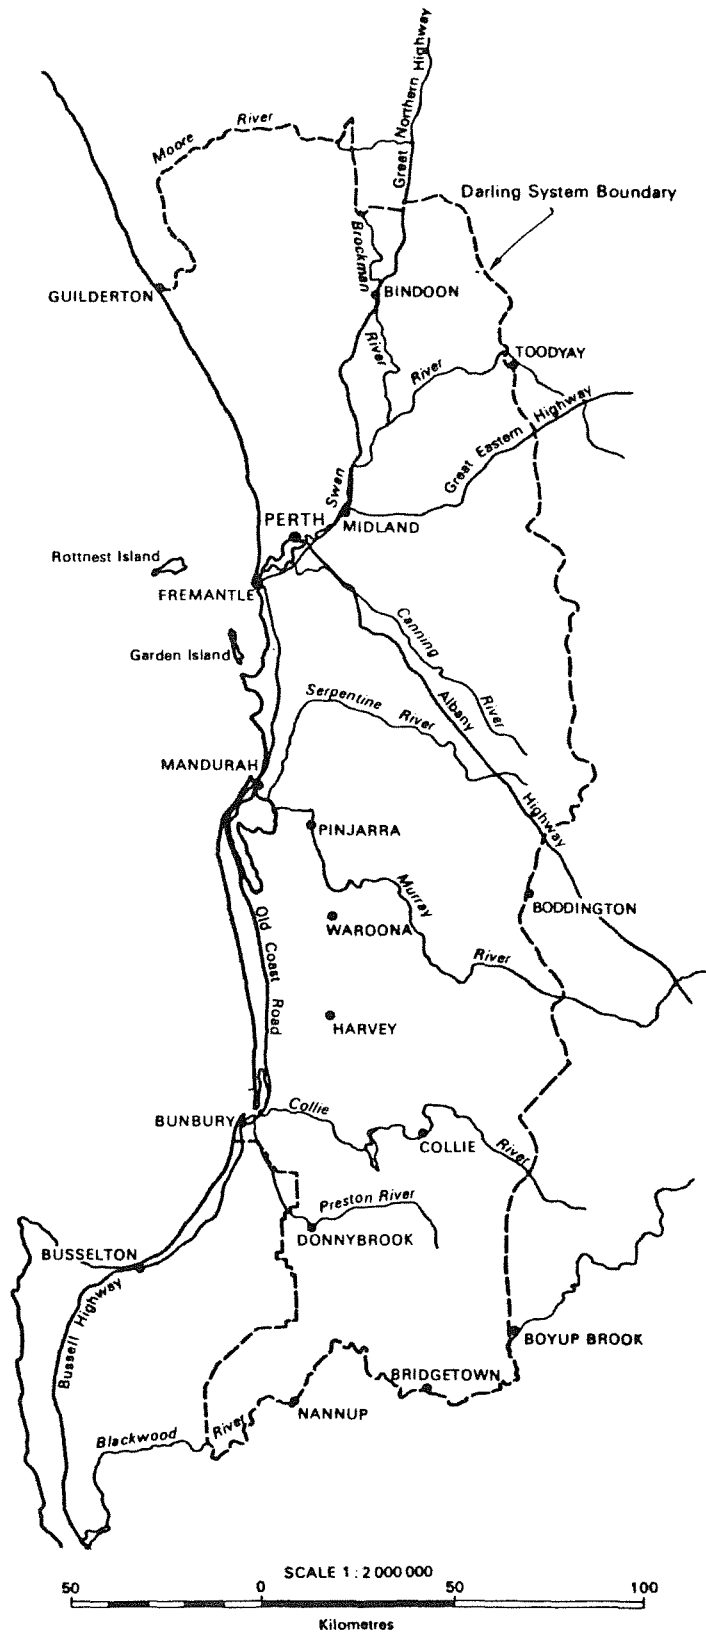 Great Northern Highway
Moore River
Darling System Boundary
Brockman River
GUILDERTON
BINDOON
TOODYAY
River
Great Eastern Highway
Swan
PERTH
MIDLAND
Rottnest Island
FREMANTLE
Canning River
Garden Island
Serpentine River
Albany Highway
MANDURAH
PINJARRA
Murray River
BODDINGTON
Old Coast Road
WAROONA
HARVEY
Collie River
BUNBURY
COLLIE
Preston River
DONNYBROOK
BUSSELTON
Bussell Highway
BOYUP BROOK
BRIDGETOWN
NANNUP
Blackwood River
SCALE 1 : 2 000 000
50 0 50 100
Kilometres